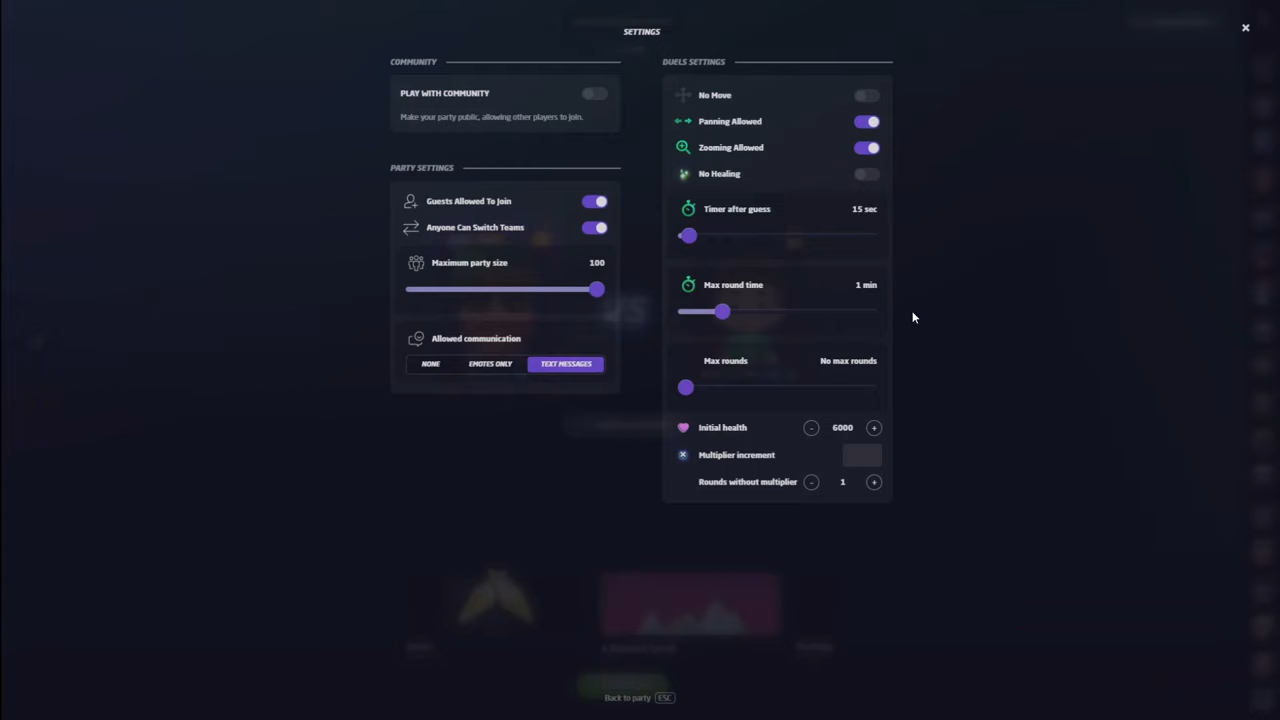 SETTINGS
COMMUNITY
PLAY WITH COMMUNITY
Make your party public, allowing other players to join.
PARTY SETTINGS
Guests Allowed To Join
Anyone Can Switch Teams
Maximum party size 100
Allowed communication
NONE EMOTES ONLY TEXT MESSAGES
DUELS SETTINGS
No Move
Panning Allowed
Zooming Allowed
No Healing
Timer after guess 15 sec
Max round time 1 min
Max rounds No max rounds
Initial health - 6000 +
Multiplier increment
Rounds without multiplier - 1 +
VS
Back to party ESC